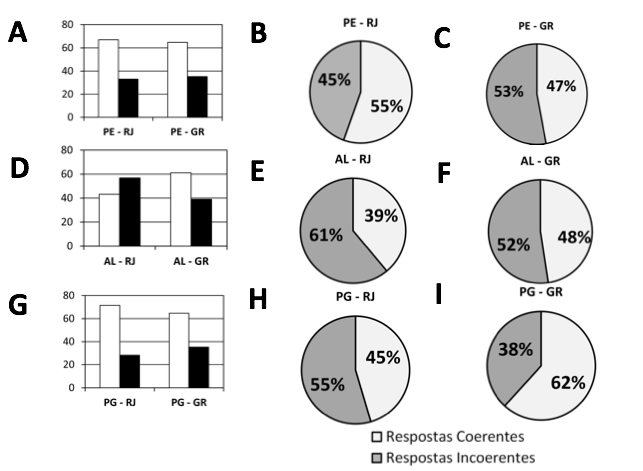 A
80
60
40
20
0
PE - RJ
PE - GR
B
PE - RJ
45%
55%
C
PE - GR
53%
47%
D
80
60
40
20
0
AL - RJ
AL - GR
E
AL - RJ
61%
39%
F
AL - GR
52%
48%
G
80
60
40
20
0
PG - RJ
PG - GR
H
PG - RJ
55%
45%
I
PG - GR
38%
62%
Respostas Coerentes
Respostas Incoerentes